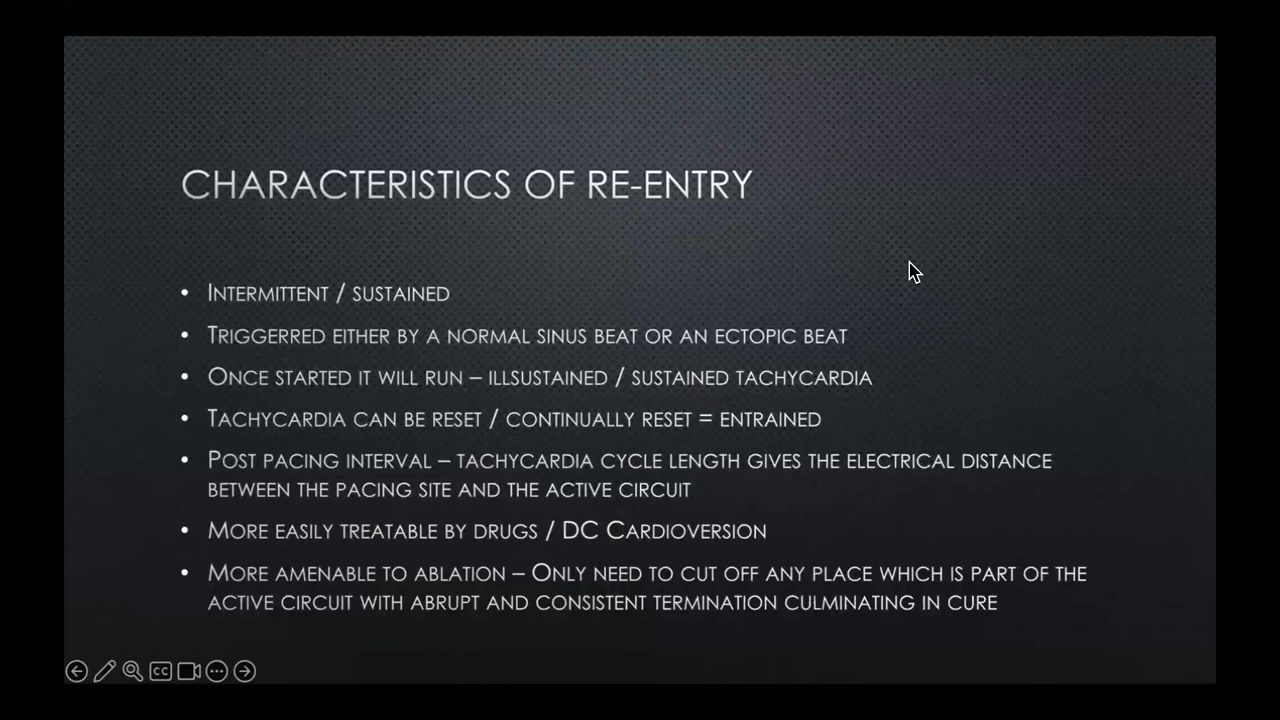 CHARACTERISTICS OF RE-ENTRY
• INTERMITTENT / SUSTAINED
• TRIGGERRED EITHER BY A NORMAL SINUS BEAT OR AN ECTOPIC BEAT
• ONCE STARTED IT WILL RUN – ILLSUSTAINED / SUSTAINED TACHYCARDIA
• TACHYCARDIA CAN BE RESET / CONTINUALLY RESET = ENTRAINED
• POST PACING INTERVAL – TACHYCARDIA CYCLE LENGTH GIVES THE ELECTRICAL DISTANCE
BETWEEN THE PACING SITE AND THE ACTIVE CIRCUIT
• MORE EASILY TREATABLE BY DRUGS / DC CARDIOVERSION
• MORE AMENABLE TO ABLATION – ONLY NEED TO CUT OFF ANY PLACE WHICH IS PART OF THE
ACTIVE CIRCUIT WITH ABRUPT AND CONSISTENT TERMINATION CULMINATING IN CURE
CC